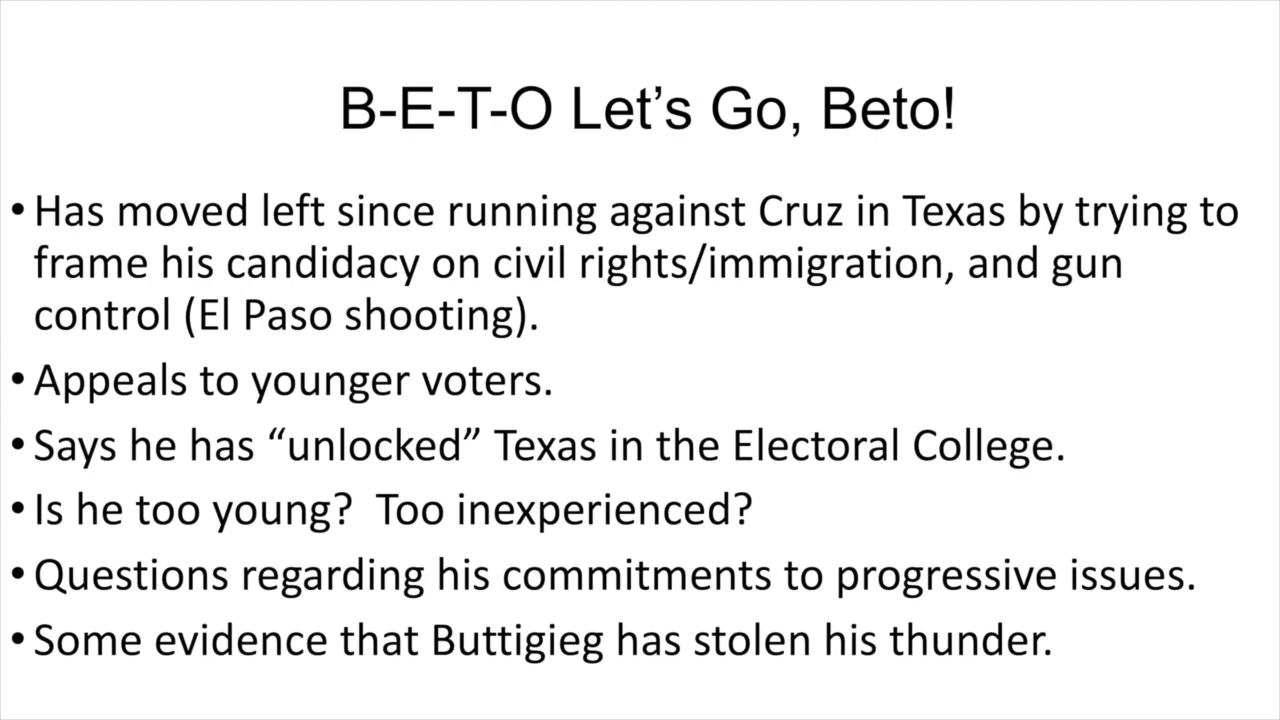 B-E-T-O Let’s Go, Beto!
• Has moved left since running against Cruz in Texas by trying to
frame his candidacy on civil rights/immigration, and gun
control (El Paso shooting).
• Appeals to younger voters.
• Says he has “unlocked” Texas in the Electoral College.
• Is he too young?  Too inexperienced?
• Questions regarding his commitments to progressive issues.
• Some evidence that Buttigieg has stolen his thunder.